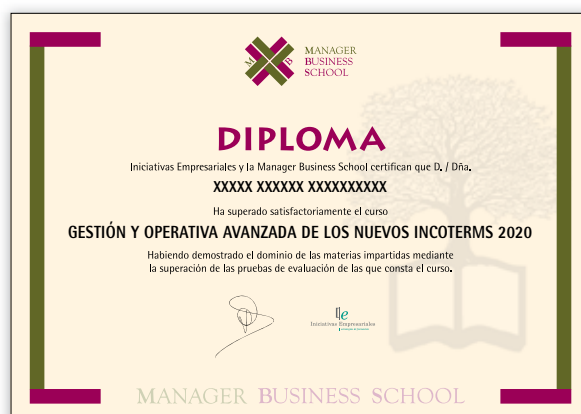 M B
MANAGER
BUSINESS
SCHOOL
DIPLOMA
Iniciativas Empresariales y la Manager Business School certifican que D. / Dña.
XXXXX XXXXXX XXXXXXXXXX
Ha superado satisfactoriamente el curso
GESTIÓN Y OPERATIVA AVANZADA DE LOS NUEVOS INCOTERMS 2020
Habiendo demostrado el dominio de las materias impartidas mediante
la superación de las pruebas de evaluación de las que consta el curso.
Iniciativas Empresariales
MANAGER BUSINESS SCHOOL